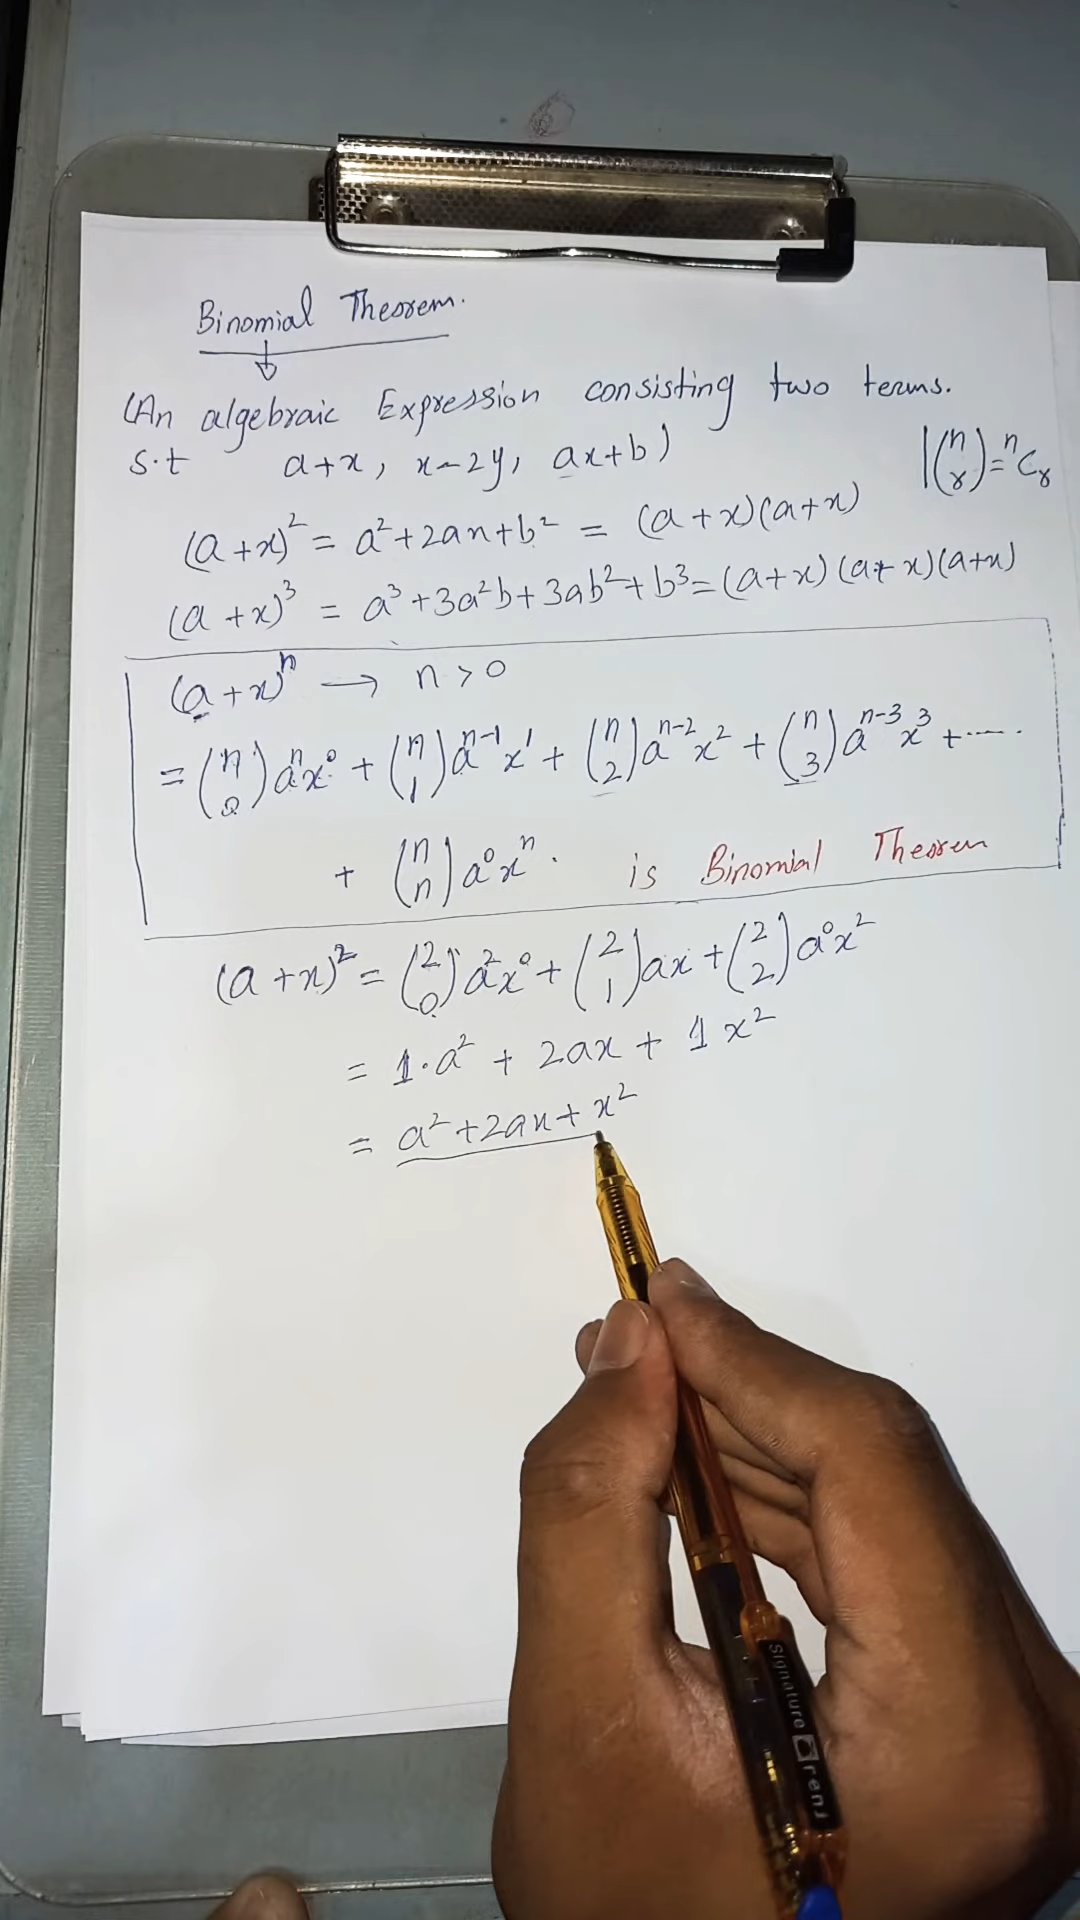 Binomial Theorem.
↓
(An algebraic Expression consisting two terms.
s.t a+x, x-2y, ax+b)
|(n r) = ⁿCᵣ
(a+x)² = a²+2ax+b² = (a+x)(a+x)
(a+x)³ = a³+3a²b+3ab²+b³ = (a+x)(a+x)(a+x)
(a+x)ⁿ → n > 0
= (n 0)aⁿx⁰ + (n 1)aⁿ⁻¹x¹ + (n 2)aⁿ⁻²x² + (n 3)aⁿ⁻³x³ + .....
+ (n n)a⁰xⁿ. is Binomial Theorem
(a+x)² = (2 0)a²x⁰ + (2 1)ax + (2 2)a⁰x²
= 1·a² + 2ax + 1x²
= a²+2ax+x²
Signature